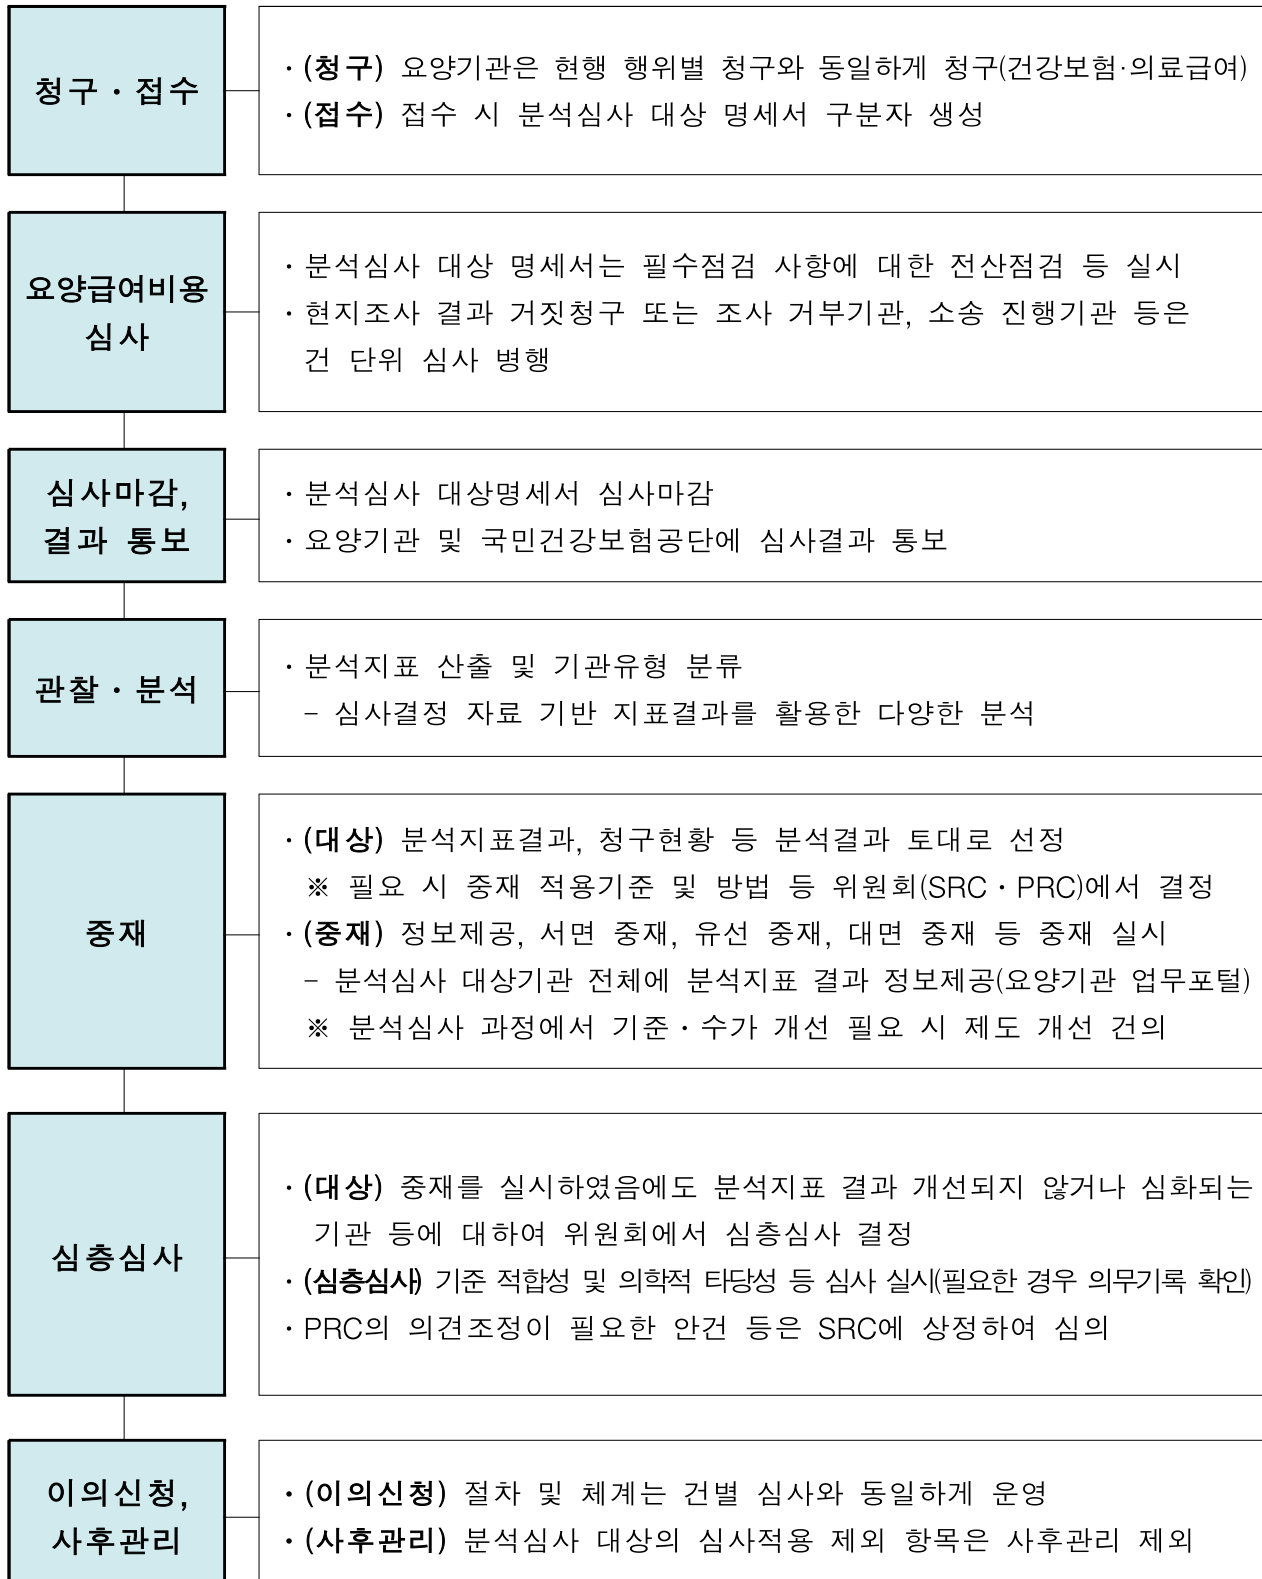 청구 · 접수
· (청구) 요양기관은 현행 행위별 청구와 동일하게 청구(건강보험·의료급여)
· (접수) 접수 시 분석심사 대상 명세서 구분자 생성
요양급여비용
심사
· 분석심사 대상 명세서는 필수점검 사항에 대한 전산점검 등 실시
· 현지조사 결과 거짓청구 또는 조사 거부기관, 소송 진행기관 등은
건 단위 심사 병행
심사마감,
결과 통보
· 분석심사 대상명세서 심사마감
· 요양기관 및 국민건강보험공단에 심사결과 통보
관찰 · 분석
· 분석지표 산출 및 기관유형 분류
– 심사결정 자료 기반 지표결과를 활용한 다양한 분석
중재
· (대상) 분석지표결과, 청구현황 등 분석결과 토대로 선정
※ 필요 시 중재 적용기준 및 방법 등 위원회(SRC · PRC)에서 결정
· (중재) 정보제공, 서면 중재, 유선 중재, 대면 중재 등 중재 실시
– 분석심사 대상기관 전체에 분석지표 결과 정보제공(요양기관 업무포털)
※ 분석심사 과정에서 기준 · 수가 개선 필요 시 제도 개선 건의
심층심사
· (대상) 중재를 실시하였음에도 분석지표 결과 개선되지 않거나 심화되는
기관 등에 대하여 위원회에서 심층심사 결정
· (심층심사) 기준 적합성 및 의학적 타당성 등 심사 실시(필요한 경우 의무기록 확인)
· PRC의 의견조정이 필요한 안건 등은 SRC에 상정하여 심의
이의신청,
사후관리
· (이의신청) 절차 및 체계는 건별 심사와 동일하게 운영
· (사후관리) 분석심사 대상의 심사적용 제외 항목은 사후관리 제외